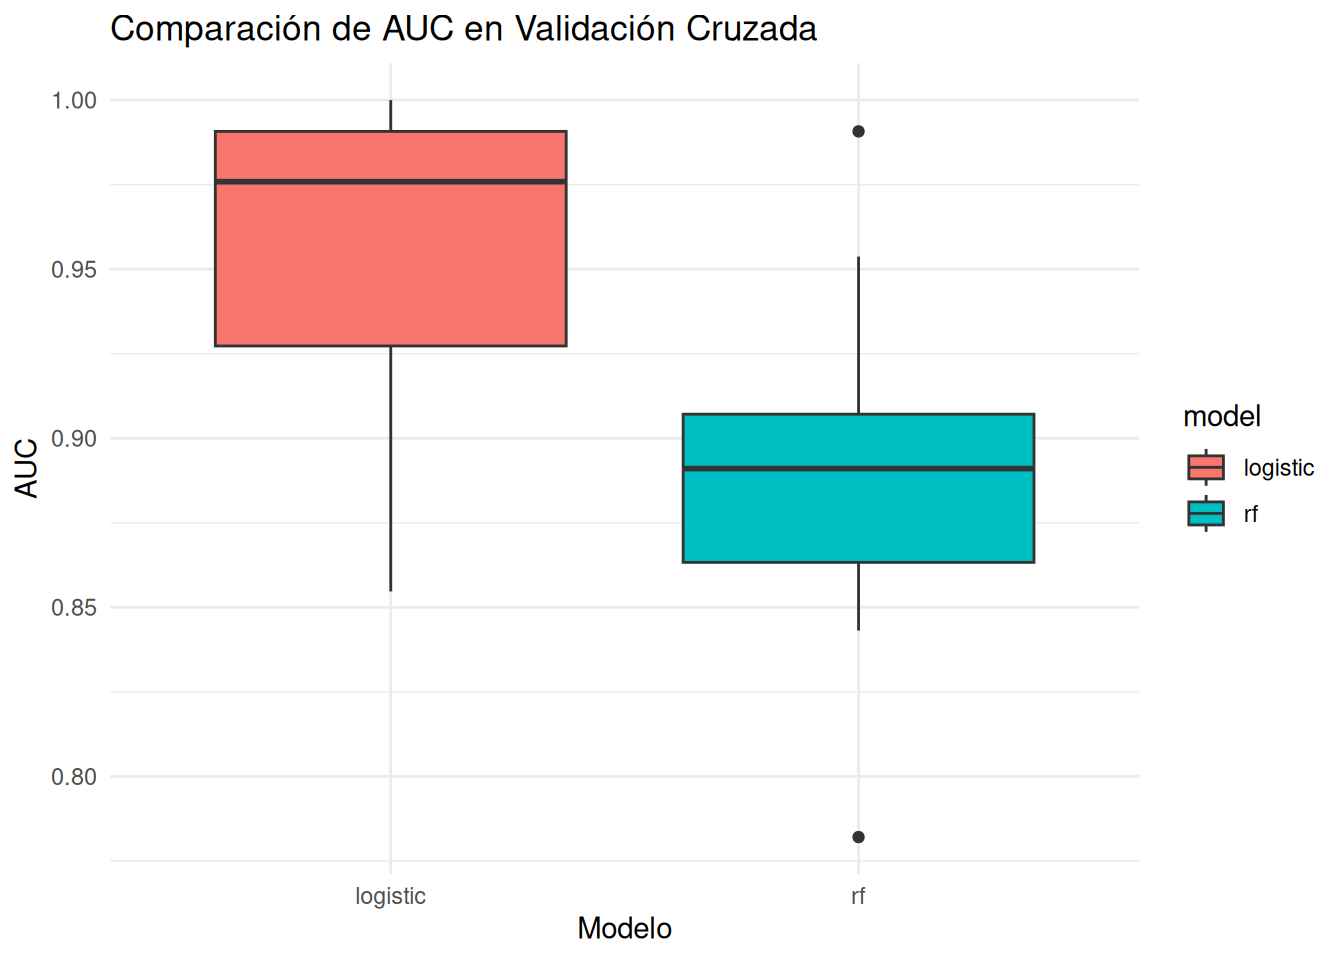 Comparación de AUC en Validación Cruzada
AUC
1.00
0.95
0.90
0.85
0.80
logistic
rf
Modelo
model
logistic
rf